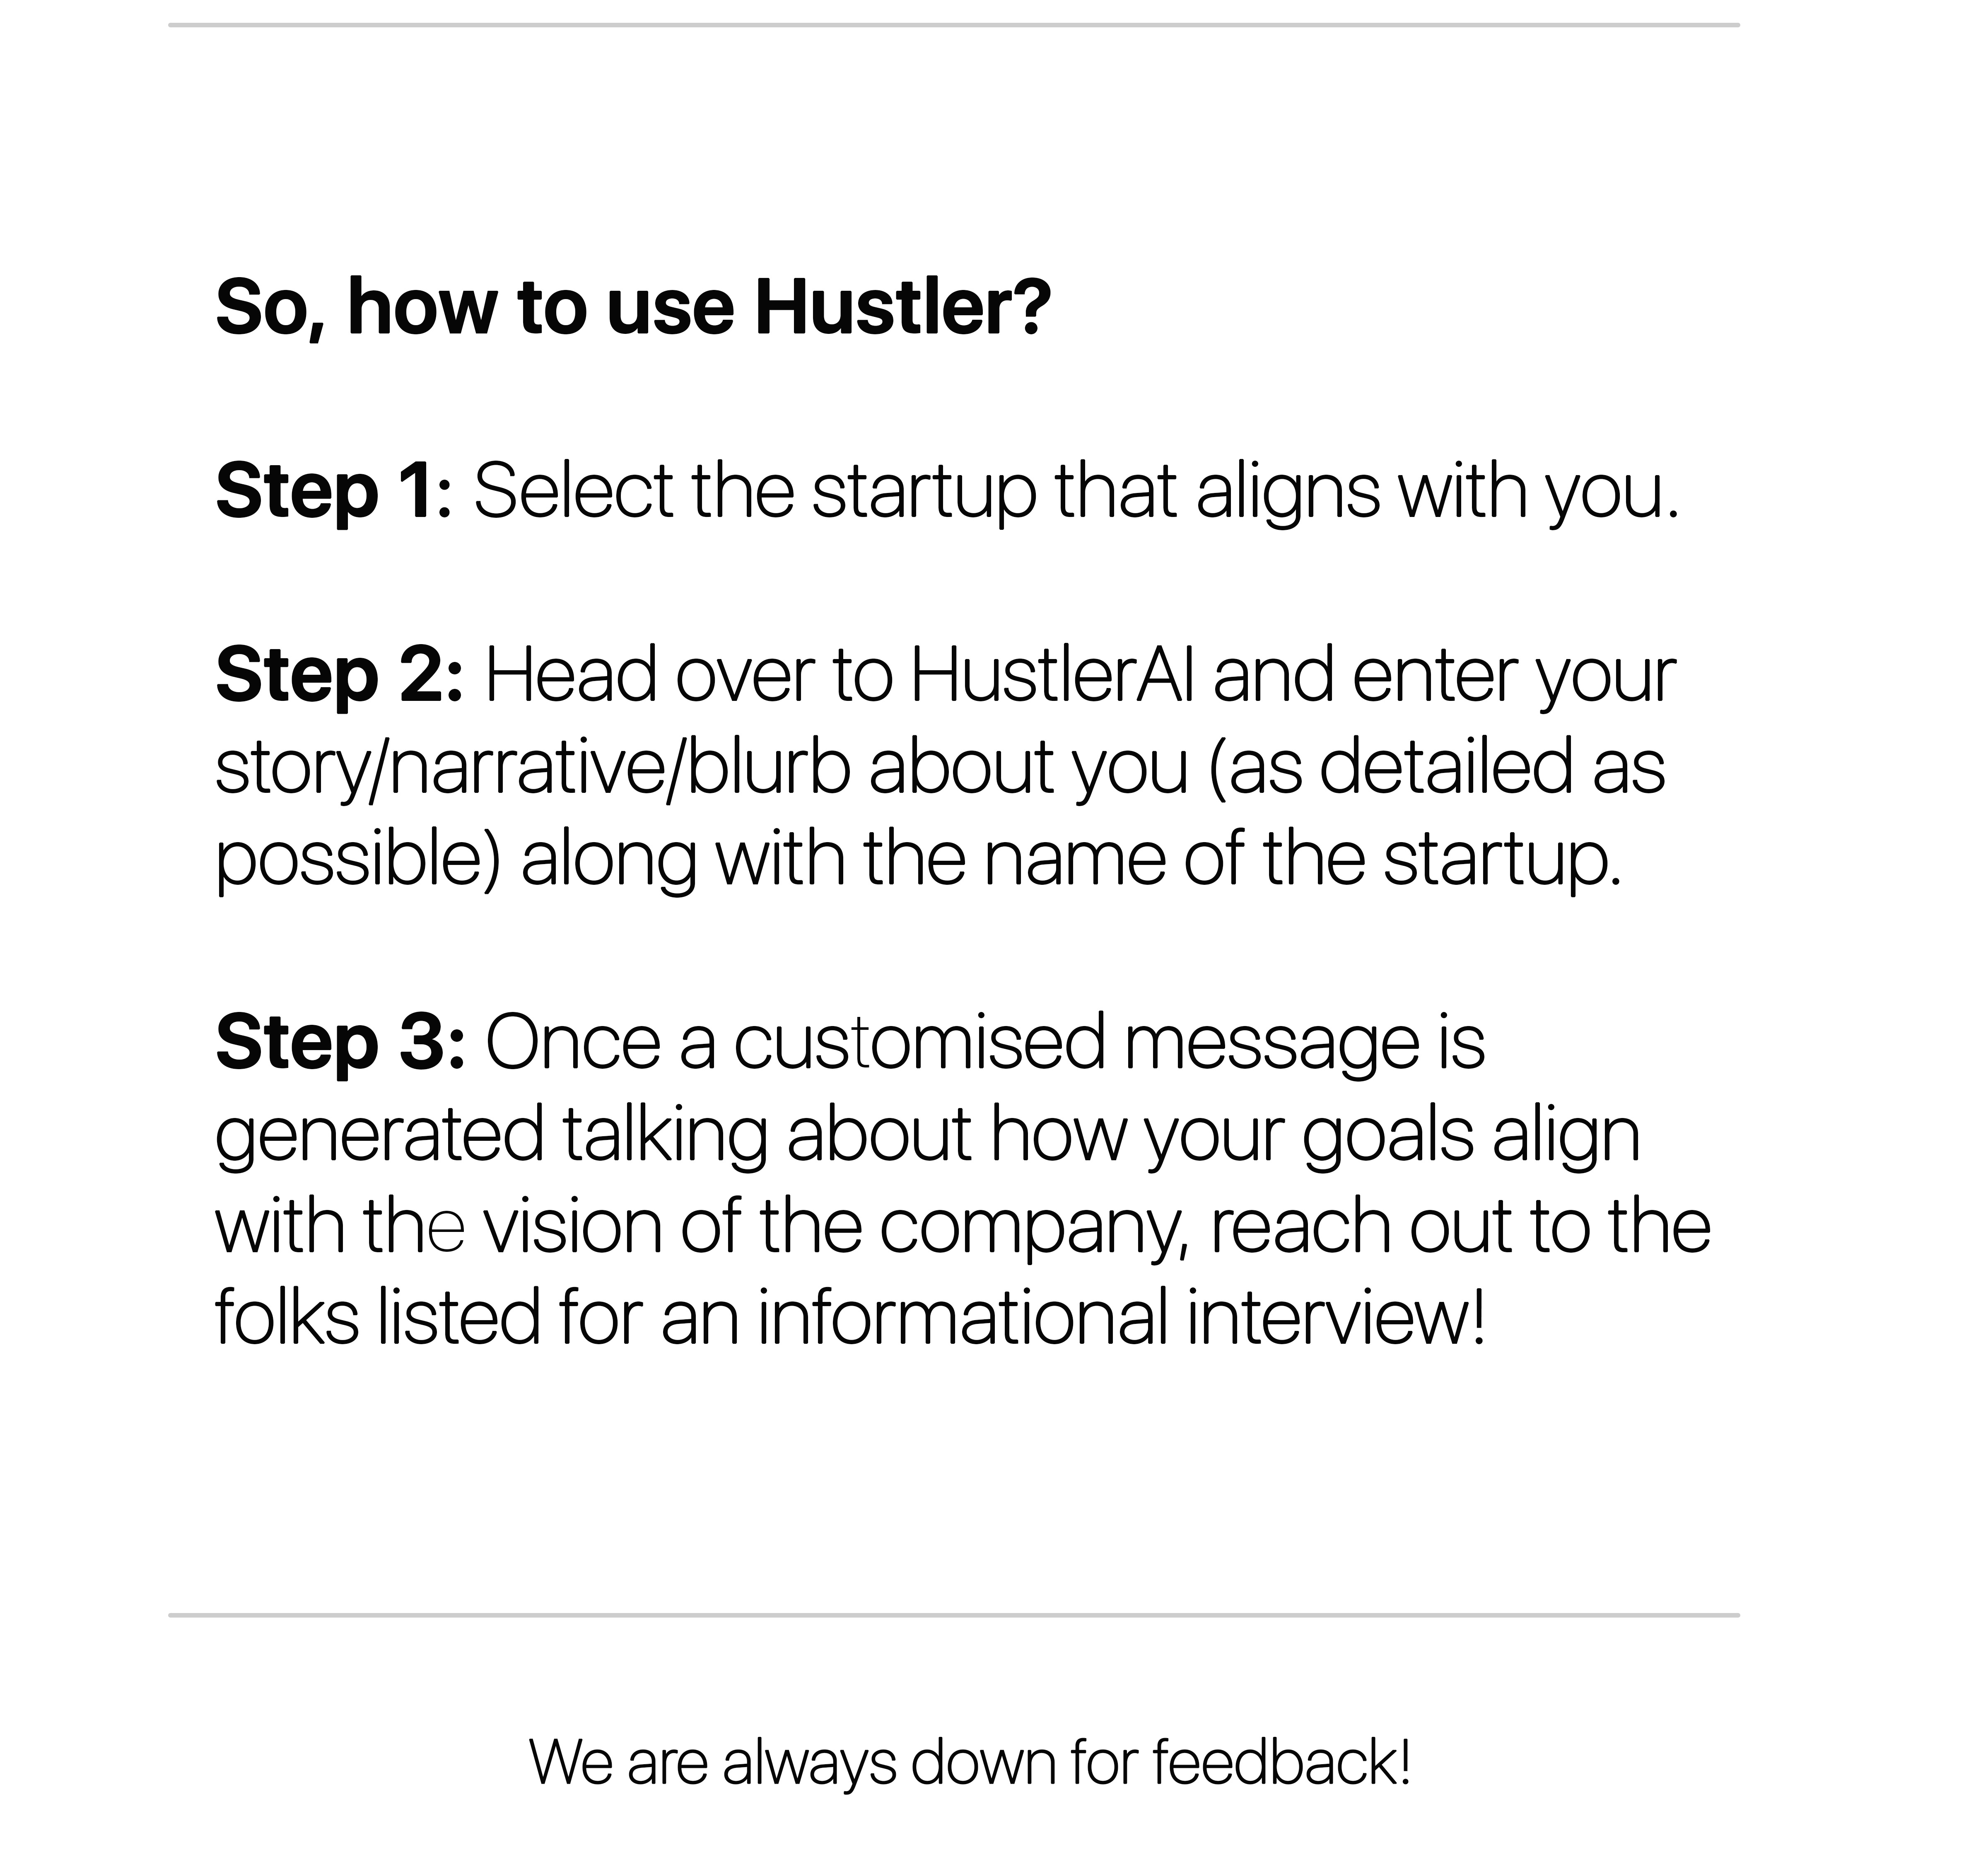 So, how to use Hustler?
Step 1: Select the startup that aligns with you.
Step 2: Head over to HustlerAI and enter your
story/narrative/blurb about you (as detailed as
possible) along with the name of the startup.
Step 3: Once a customised message is
generated talking about how your goals align
with the vision of the company, reach out to the
folks listed for an informational interview!
We are always down for feedback!